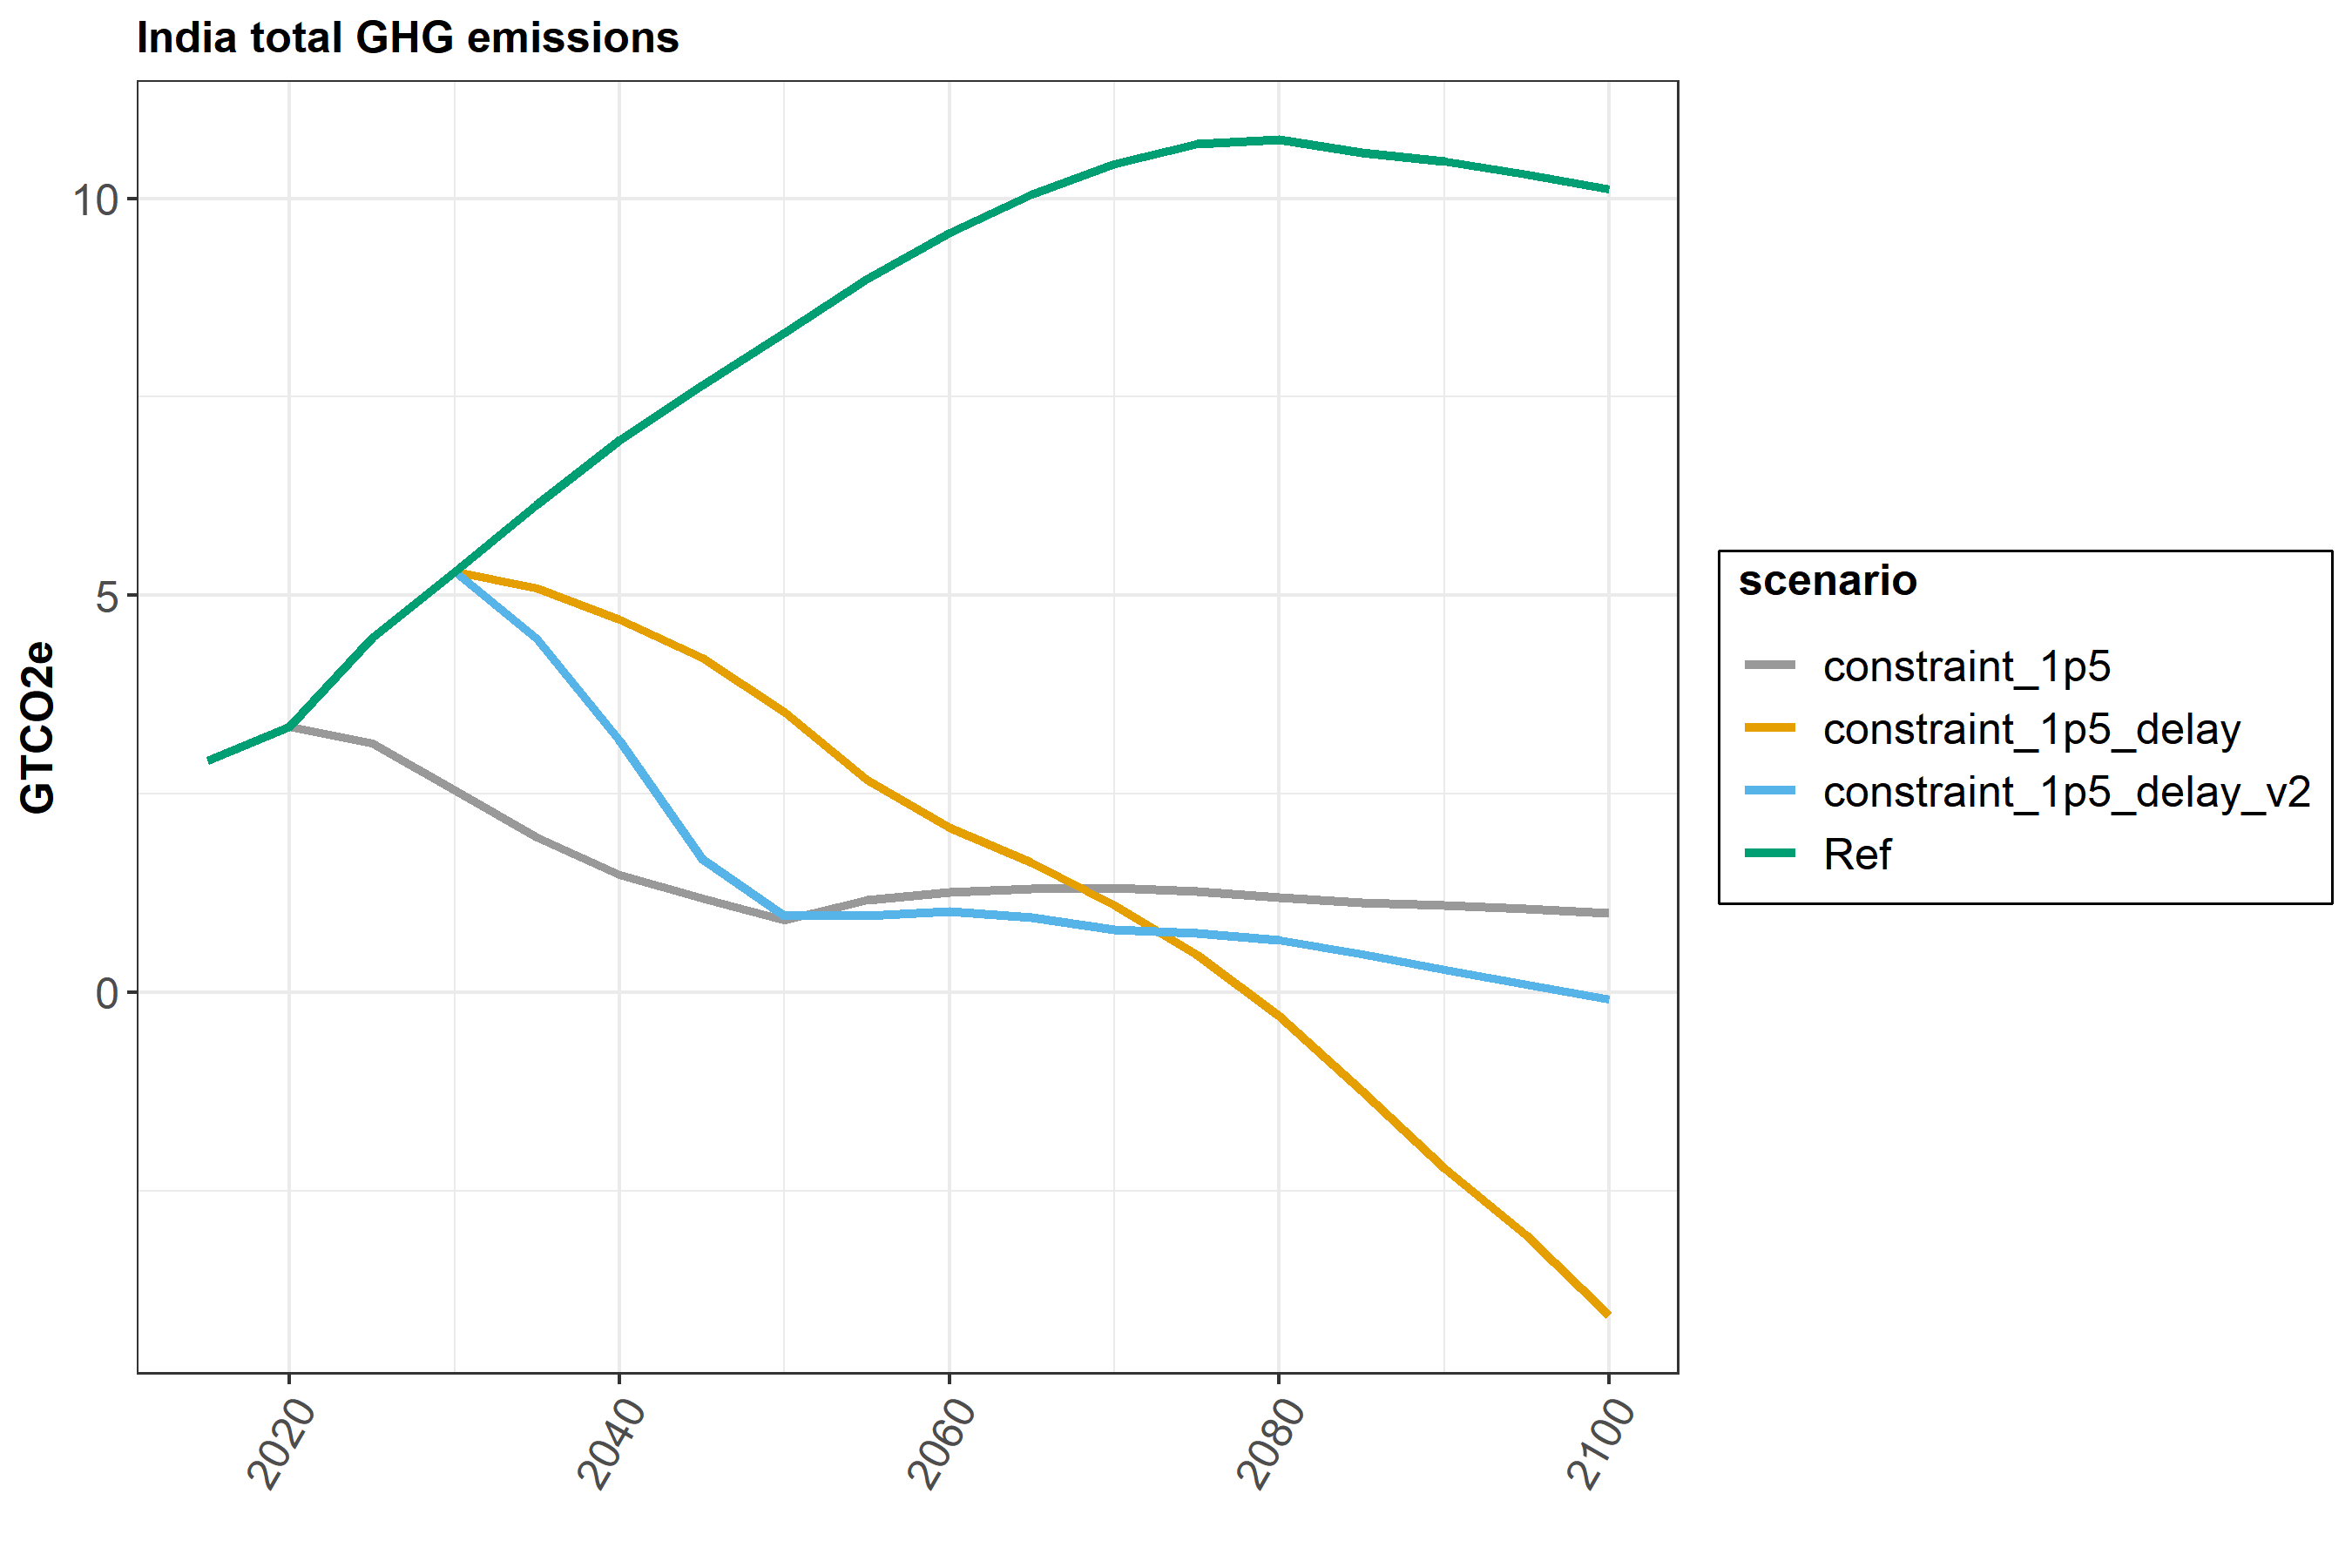 India total GHG emissions
GTCO2e
10
5
0
2020
2040
2060
2080
2100
scenario
constraint_1p5
constraint_1p5_delay
constraint_1p5_delay_v2
Ref